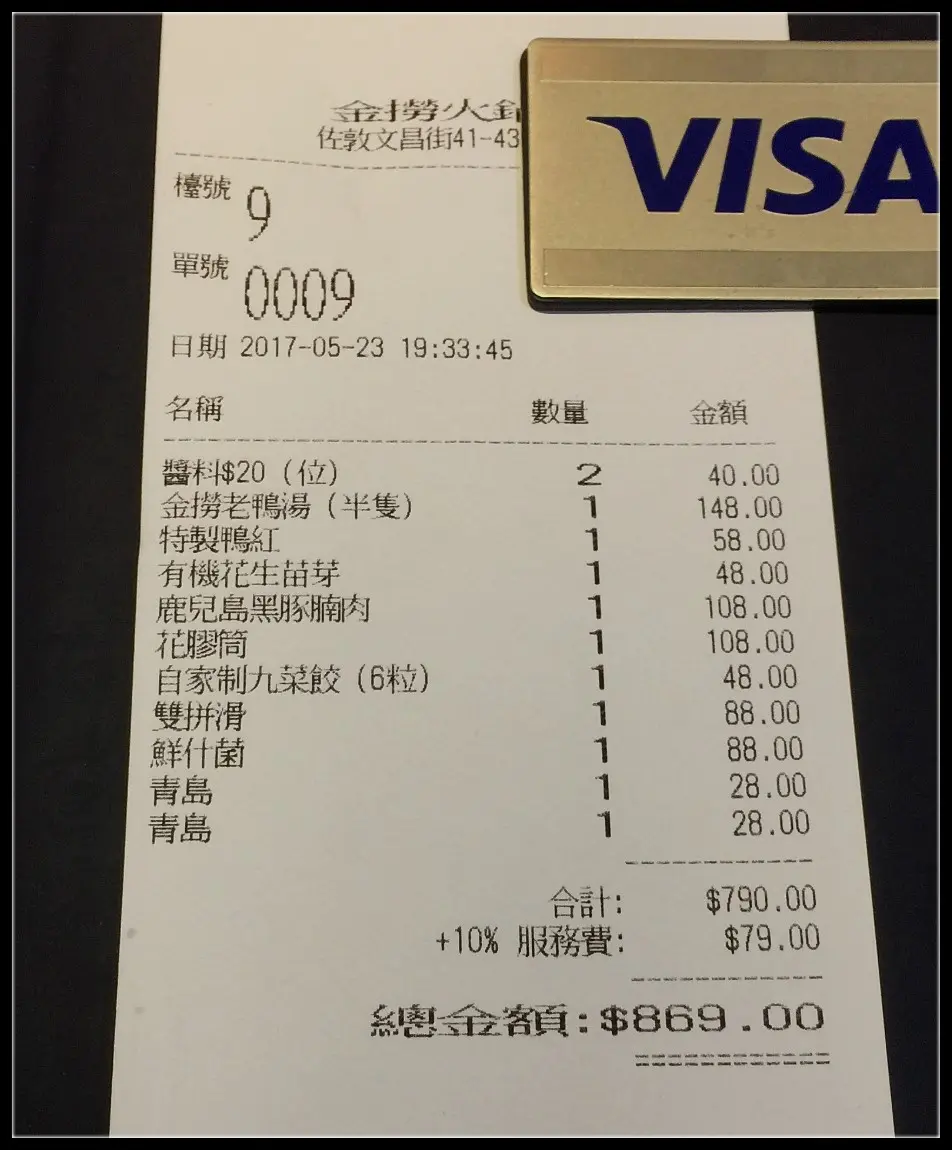 金撈火
VISA
佐敦文昌街41-43
檯號 9
單號 0009
日期 2017-05-23 19:33:45
名稱 數量 金額
醬料$20 (位) 2 40.00
金撈老鴨湯 (半隻) 1 148.00
特製鴨紅 1 58.00
有機花生苗芽 1 48.00
鹿兒島黑豚腩肉 1 108.00
花膠筒 1 108.00
自家制九菜餃 (6粒) 1 48.00
雙拼滑 1 88.00
鮮什菌 1 88.00
青島 1 28.00
青島 1 28.00
合計: $790.00
+10% 服務費: $79.00
總金額:$869.00